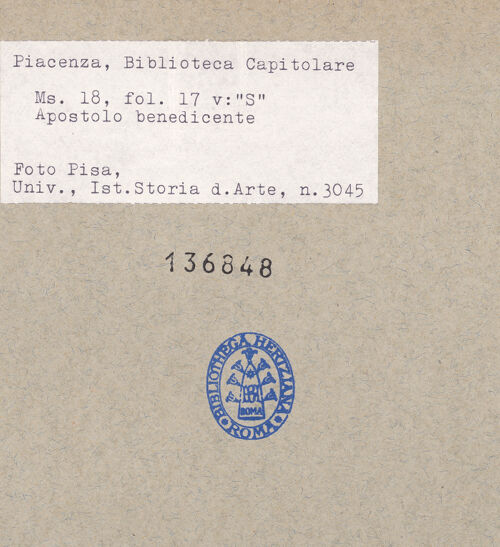 Piacenza, Biblioteca Capitolare
Ms. 18, fol. 17 v:"S"
Apostolo benedicente
Foto Pisa,
Univ., Ist.Storia d.Arte, n.3045
136848
BIBLIOTHECA HERTZIANA
ROMA
ROMA